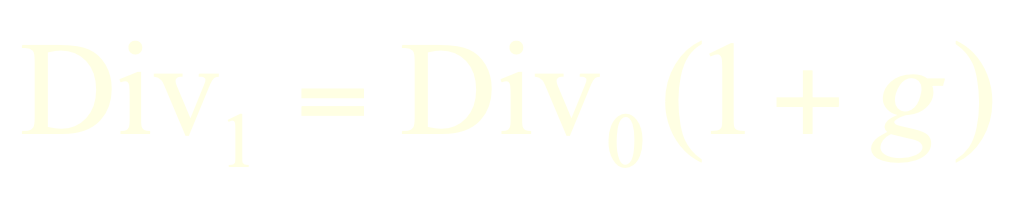 Div₁ = Div₀(1 + g)